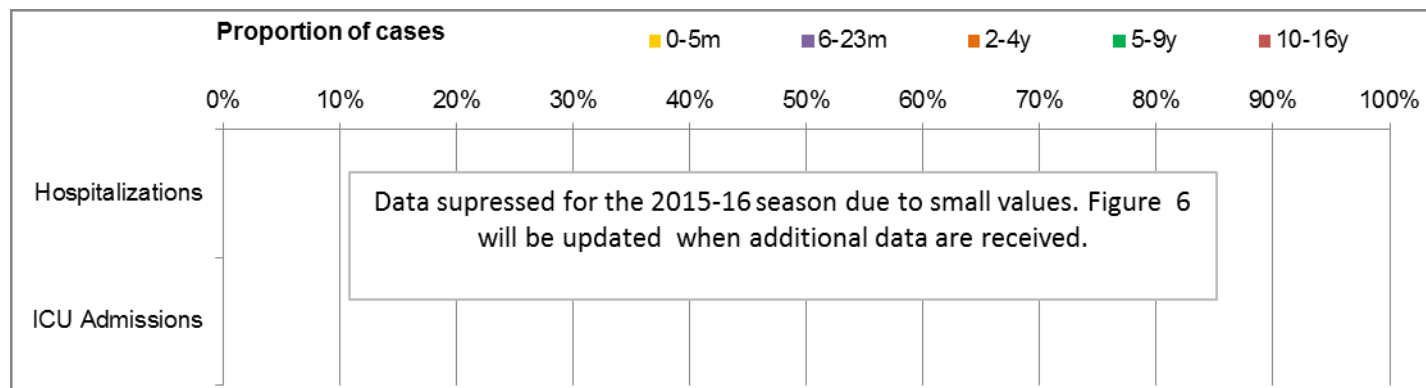 Proportion of cases
0-5m 6-23m 2-4y 5-9y 10-16y
0% 10% 20% 30% 40% 50% 60% 70% 80% 90% 100%
Hospitalizations
Data supressed for the 2015-16 season due to small values. Figure 6
will be updated when additional data are received.
ICU Admissions